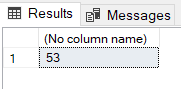 Results Messages
(No column name)
1 53